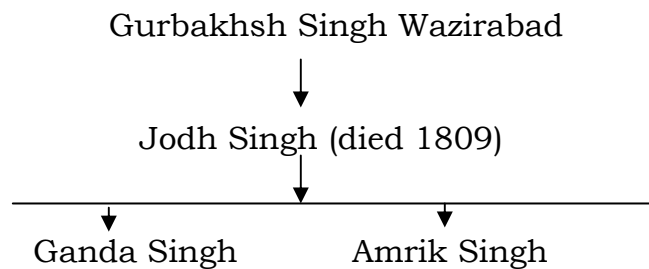 Gurbakhsh Singh Wazirabad
Jodh Singh (died 1809)
Ganda Singh Amrik Singh